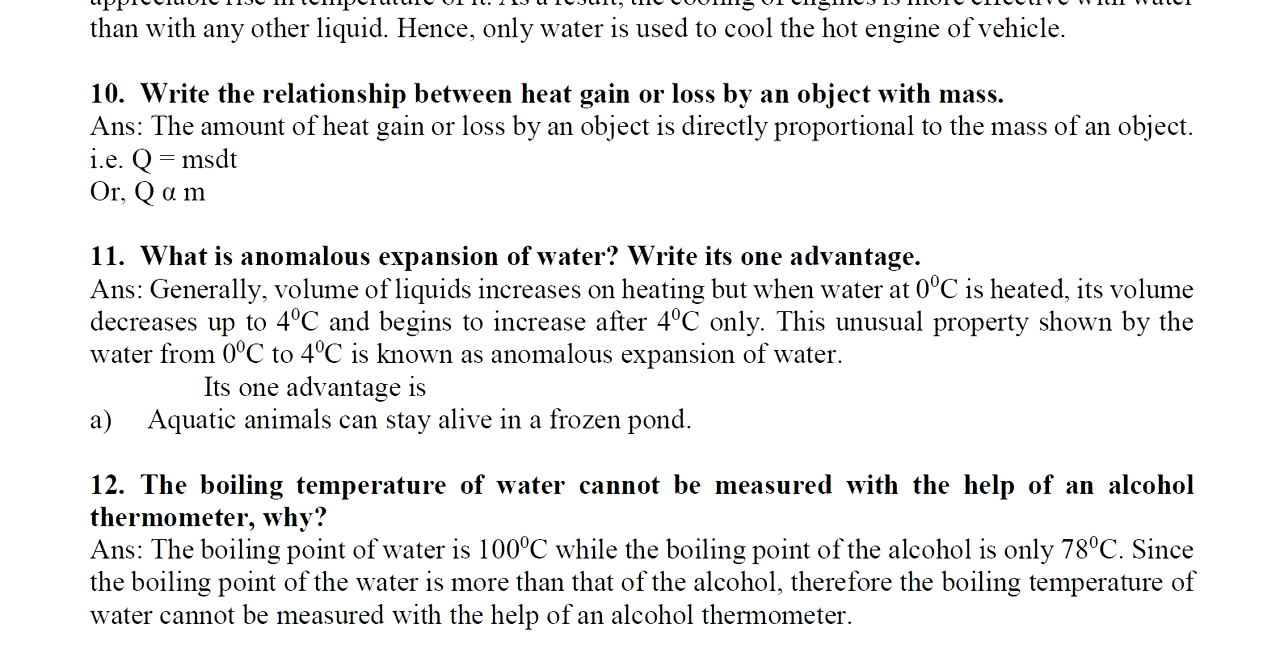 than with any other liquid. Hence, only water is used to cool the hot engine of vehicle.
10. Write the relationship between heat gain or loss by an object with mass.
Ans: The amount of heat gain or loss by an object is directly proportional to the mass of an object.
i.e. Q = msdt
Or, Q α m
11. What is anomalous expansion of water? Write its one advantage.
Ans: Generally, volume of liquids increases on heating but when water at 0⁰C is heated, its volume
decreases up to 4⁰C and begins to increase after 4⁰C only. This unusual property shown by the
water from 0⁰C to 4⁰C is known as anomalous expansion of water.
Its one advantage is
a) Aquatic animals can stay alive in a frozen pond.
12. The boiling temperature of water cannot be measured with the help of an alcohol
thermometer, why?
Ans: The boiling point of water is 100⁰C while the boiling point of the alcohol is only 78⁰C. Since
the boiling point of the water is more than that of the alcohol, therefore the boiling temperature of
water cannot be measured with the help of an alcohol thermometer.